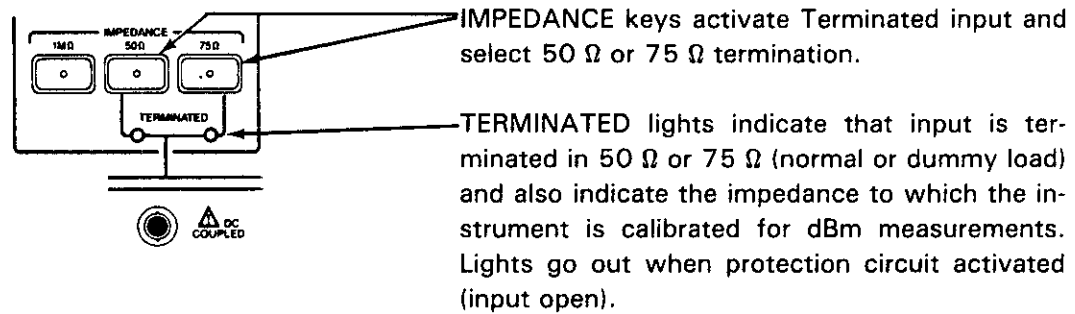 IMPEDANCE
1MΩ 50Ω 75Ω
TERMINATED
DC
COUPLED
IMPEDANCE keys activate Terminated input and
select 50 Ω or 75 Ω termination.
TERMINATED lights indicate that input is ter-
minated in 50 Ω or 75 Ω (normal or dummy load)
and also indicate the impedance to which the in-
strument is calibrated for dBm measurements.
Lights go out when protection circuit activated
(input open).